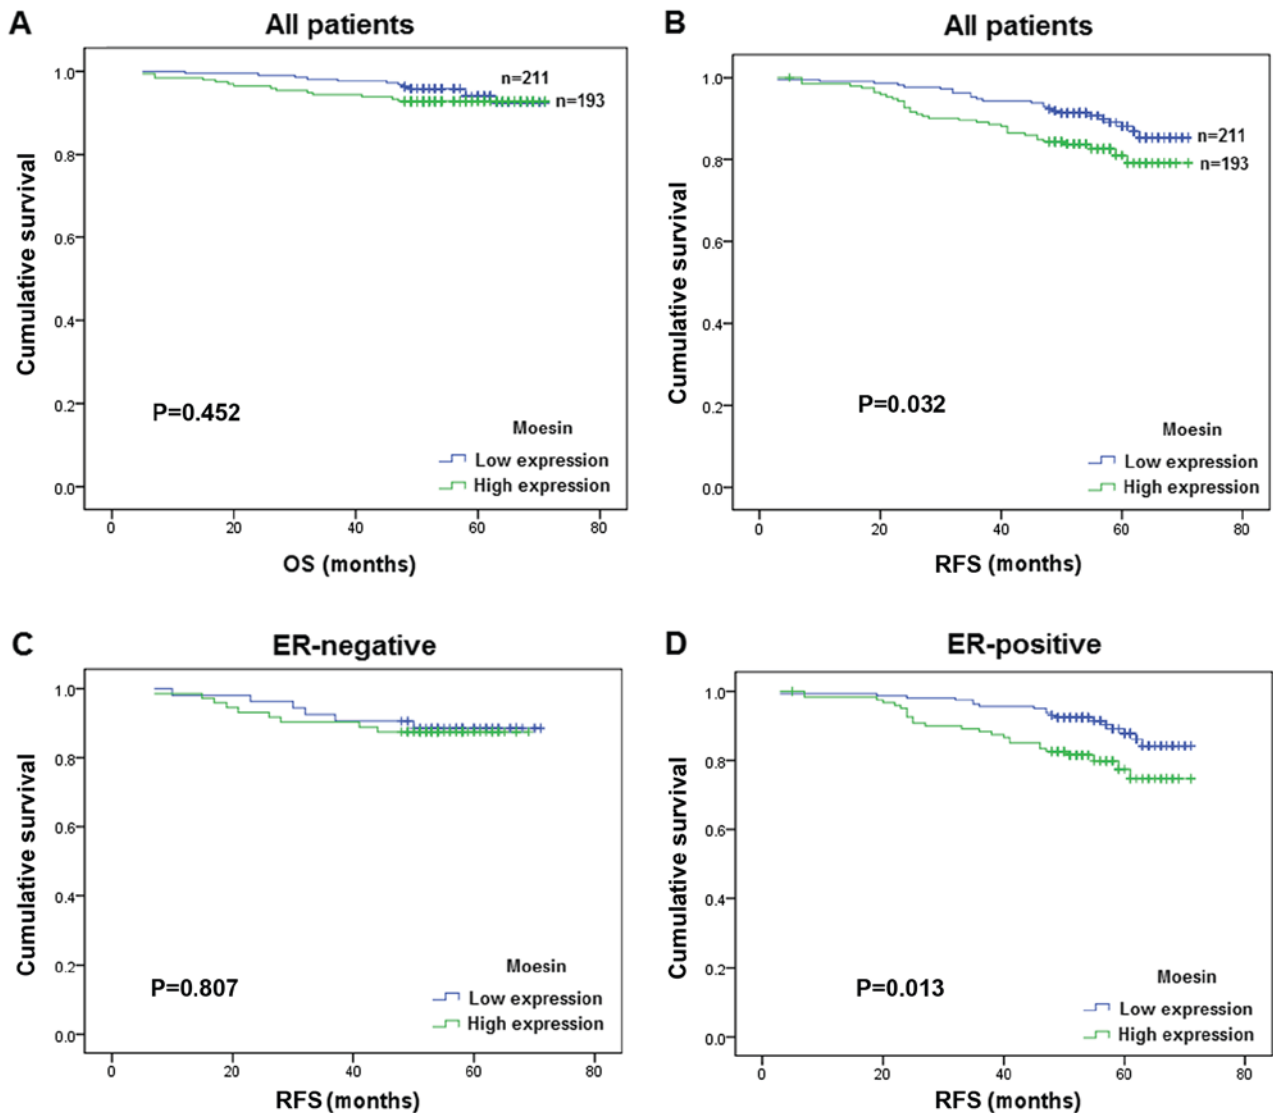 A
All patients
Cumulative survival
1.0
0.8
0.6
0.4
0.2
0.0
n=211
n=193
P=0.452
Moesin
Low expression
High expression
0 20 40 60 80
OS (months)
B
All patients
Cumulative survival
1.0
0.8
0.6
0.4
0.2
0.0
n=211
n=193
P=0.032
Moesin
Low expression
High expression
0 20 40 60 80
RFS (months)
C
ER-negative
Cumulative survival
1.0
0.8
0.6
0.4
0.2
0.0
P=0.807
Moesin
Low expression
High expression
0 20 40 60 80
RFS (months)
D
ER-positive
Cumulative survival
1.0
0.8
0.6
0.4
0.2
0.0
P=0.013
Moesin
Low expression
High expression
0 20 40 60 80
RFS (months)